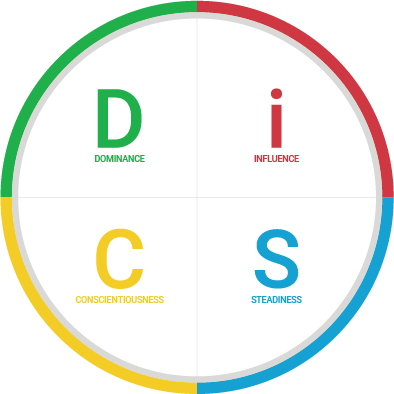 D
DOMINANCE
i
INFLUENCE
C
CONSCIENTIOUSNESS
S
STEADINESS